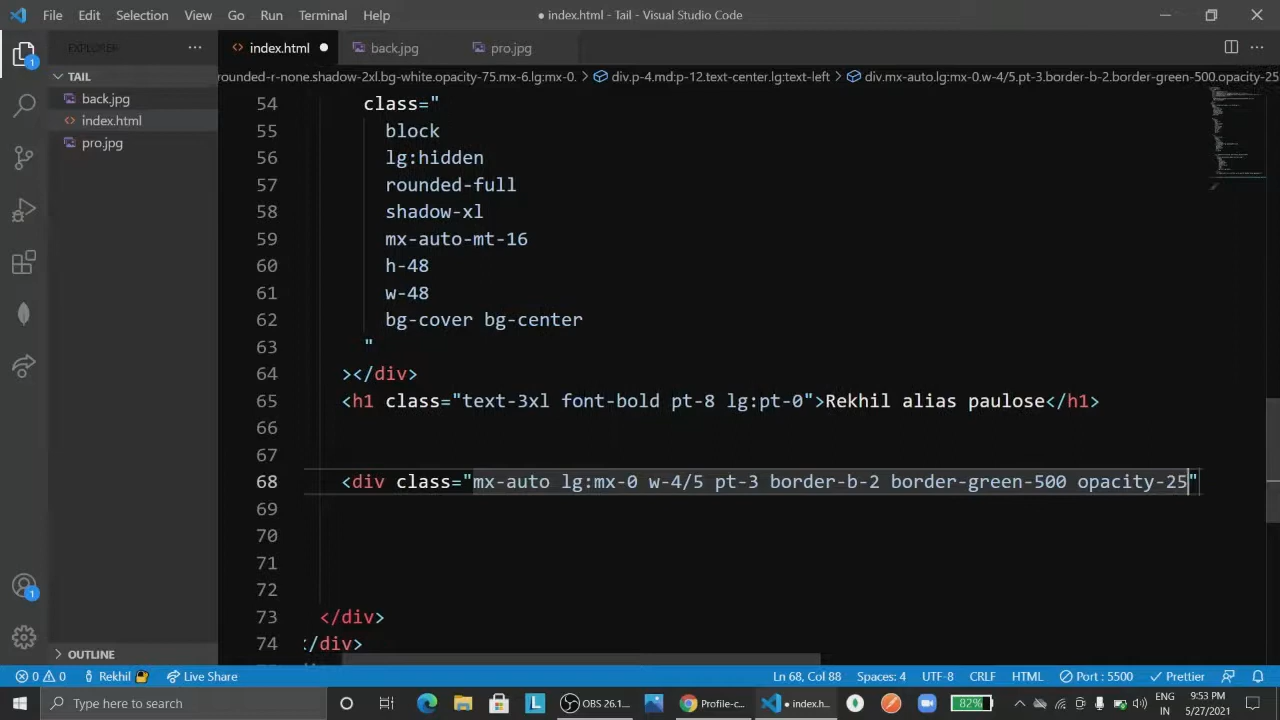 File Edit Selection View Go Run Terminal Help
● index.html - Tail - Visual Studio Code
EXPLORER ···
index.html ●
back.jpg
pro.jpg
TAIL
ounded-r-none.shadow-2xl.bg-white.opacity-75.mx-6.lg:mx-0. > div.p-4.md:p-12.text-center.lg:text-left > div.mx-auto.lg:mx-0.w-4/5.pt-3.border-b-2.border-green-500.opacity-25
back.jpg
index.html
pro.jpg
54 class="
55 block
56 lg:hidden
57 rounded-full
58 shadow-xl
59 mx-auto-mt-16
60 h-48
61 w-48
62 bg-cover bg-center
63 "
64 ></div>
65 <h1 class="text-3xl font-bold pt-8 lg:pt-0">Rekhil alias paulose</h1>
66
67
68 <div class="mx-auto lg:mx-0 w-4/5 pt-3 border-b-2 border-green-500 opacity-25"
69
70
71
72
73 </div>
74 /div>
1
1
OUTLINE
0 0 Rekhil Live Share Ln 68, Col 88 Spaces: 4 UTF-8 CRLF HTML Port : 5500 Prettier
Type here to search
L
OBS 26.1...
Profile-c...
● index.h...
82%
ENG
IN
9:53 PM
5/27/2021